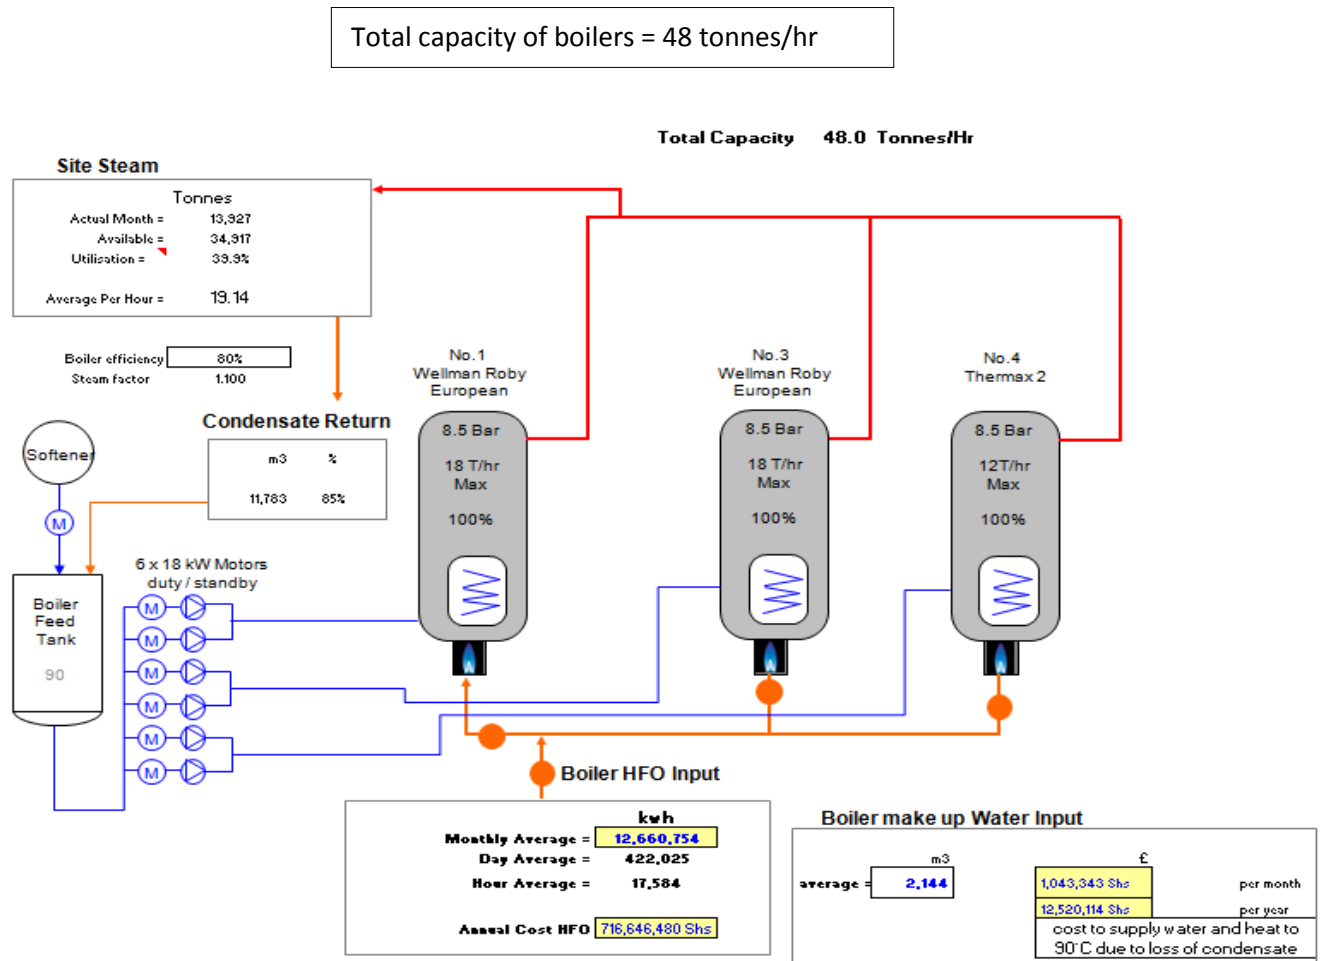 Total capacity of boilers = 48 tonnes/hr
Total Capacity 48.0 Tonnes/Hr
Site Steam
Tonnes
Actual Month = 13,927
Available = 34,917
Utilisation = 39.9%
Average Per Hour = 19.14
Boiler efficiency 80%
Steam factor 1.100
Condensate Return
m3 %
11,783 85%
Softener
M
Boiler
Feed
Tank
90
6 x 18 kW Motors
duty / standby
M
M
M
M
M
M
No.1
Wellman Roby
European
8.5 Bar
18 T/hr
Max
100%
No.3
Wellman Roby
European
8.5 Bar
18 T/hr
Max
100%
No.4
Thermax 2
8.5 Bar
12T/hr
Max
100%
Boiler HFO Input
kwh
Monthly Average = 12,660,754
Day Average = 422,025
Hour Average = 17,584
Annual Cost HFO 716,646,480 Shs
Boiler make up Water Input
m3 £
average = 2,144 1,043,343 Shs per month
12,520,114 Shs per year
cost to supply water and heat to
90°C due to loss of condensate